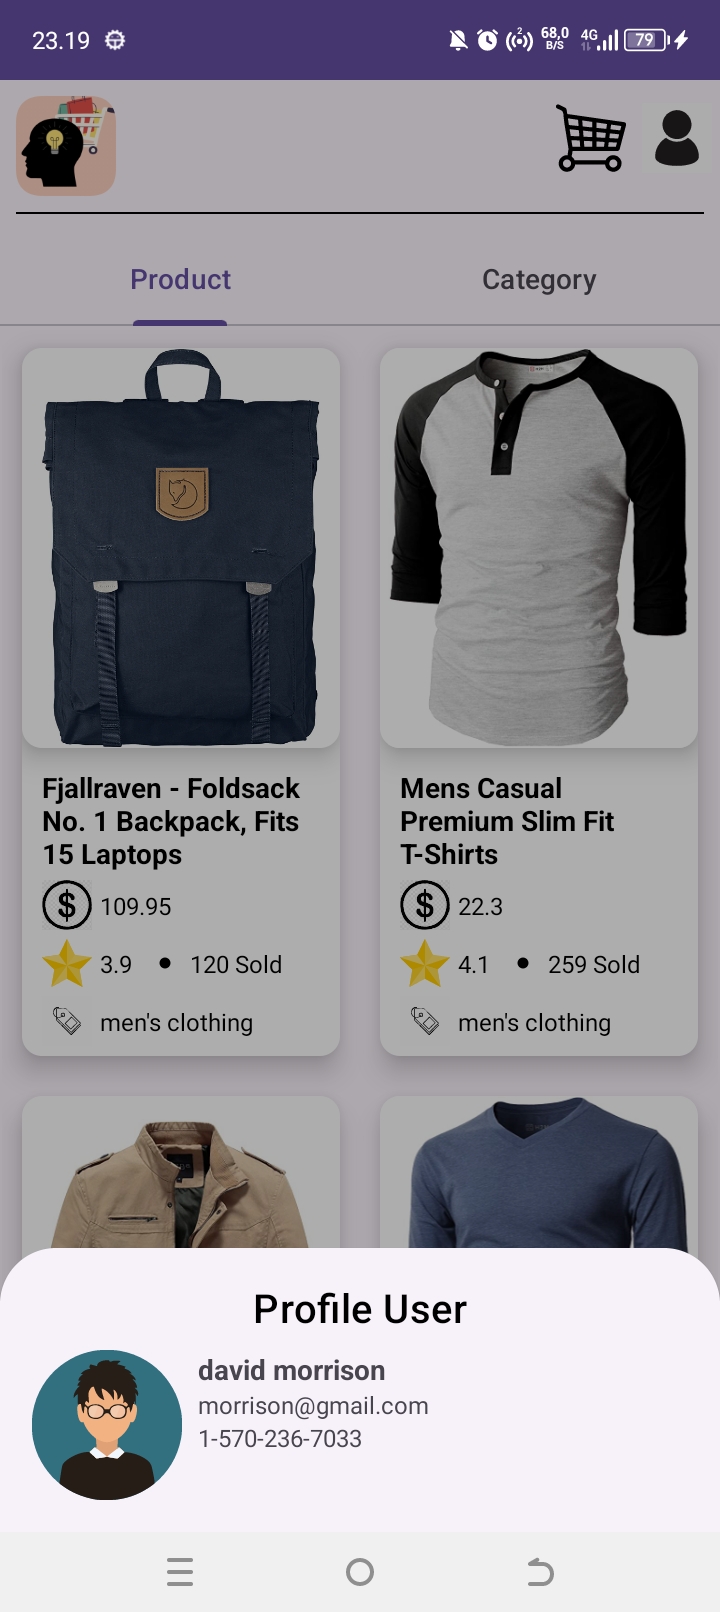 23.19
2
68,0
B/S
4G
79
Product
Category
Fjallraven - Foldsack
No. 1 Backpack, Fits
15 Laptops
$ 109.95
3.9 • 120 Sold
men's clothing
Mens Casual
Premium Slim Fit
T-Shirts
$ 22.3
4.1 • 259 Sold
men's clothing
Profile User
david morrison
morrison@gmail.com
1-570-236-7033